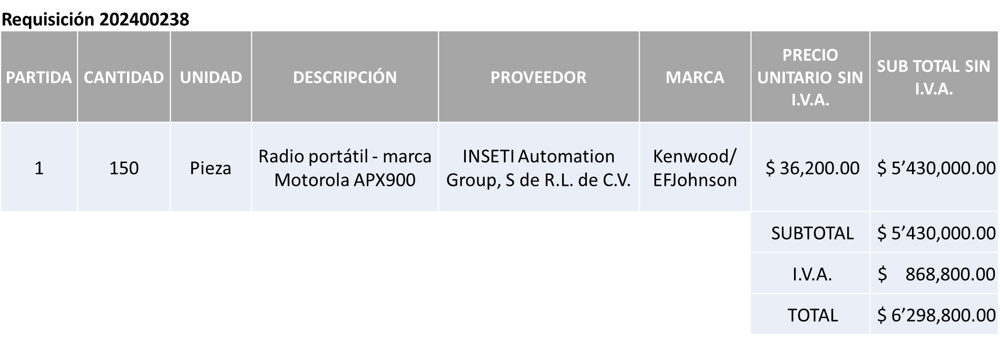 Requisición 202400238
PARTIDA
CANTIDAD
UNIDAD
DESCRIPCIÓN
PROVEEDOR
MARCA
PRECIO
UNITARIO SIN
I.V.A.
SUB TOTAL SIN
I.V.A.
1
150
Pieza
Radio portátil - marca
Motorola APX900
INSETI Automation
Group, S de R.L. de C.V.
Kenwood/
EFJohnson
$ 36,200.00
$ 5’430,000.00
SUBTOTAL
$ 5’430,000.00
I.V.A.
$ 868,800.00
TOTAL
$ 6’298,800.00